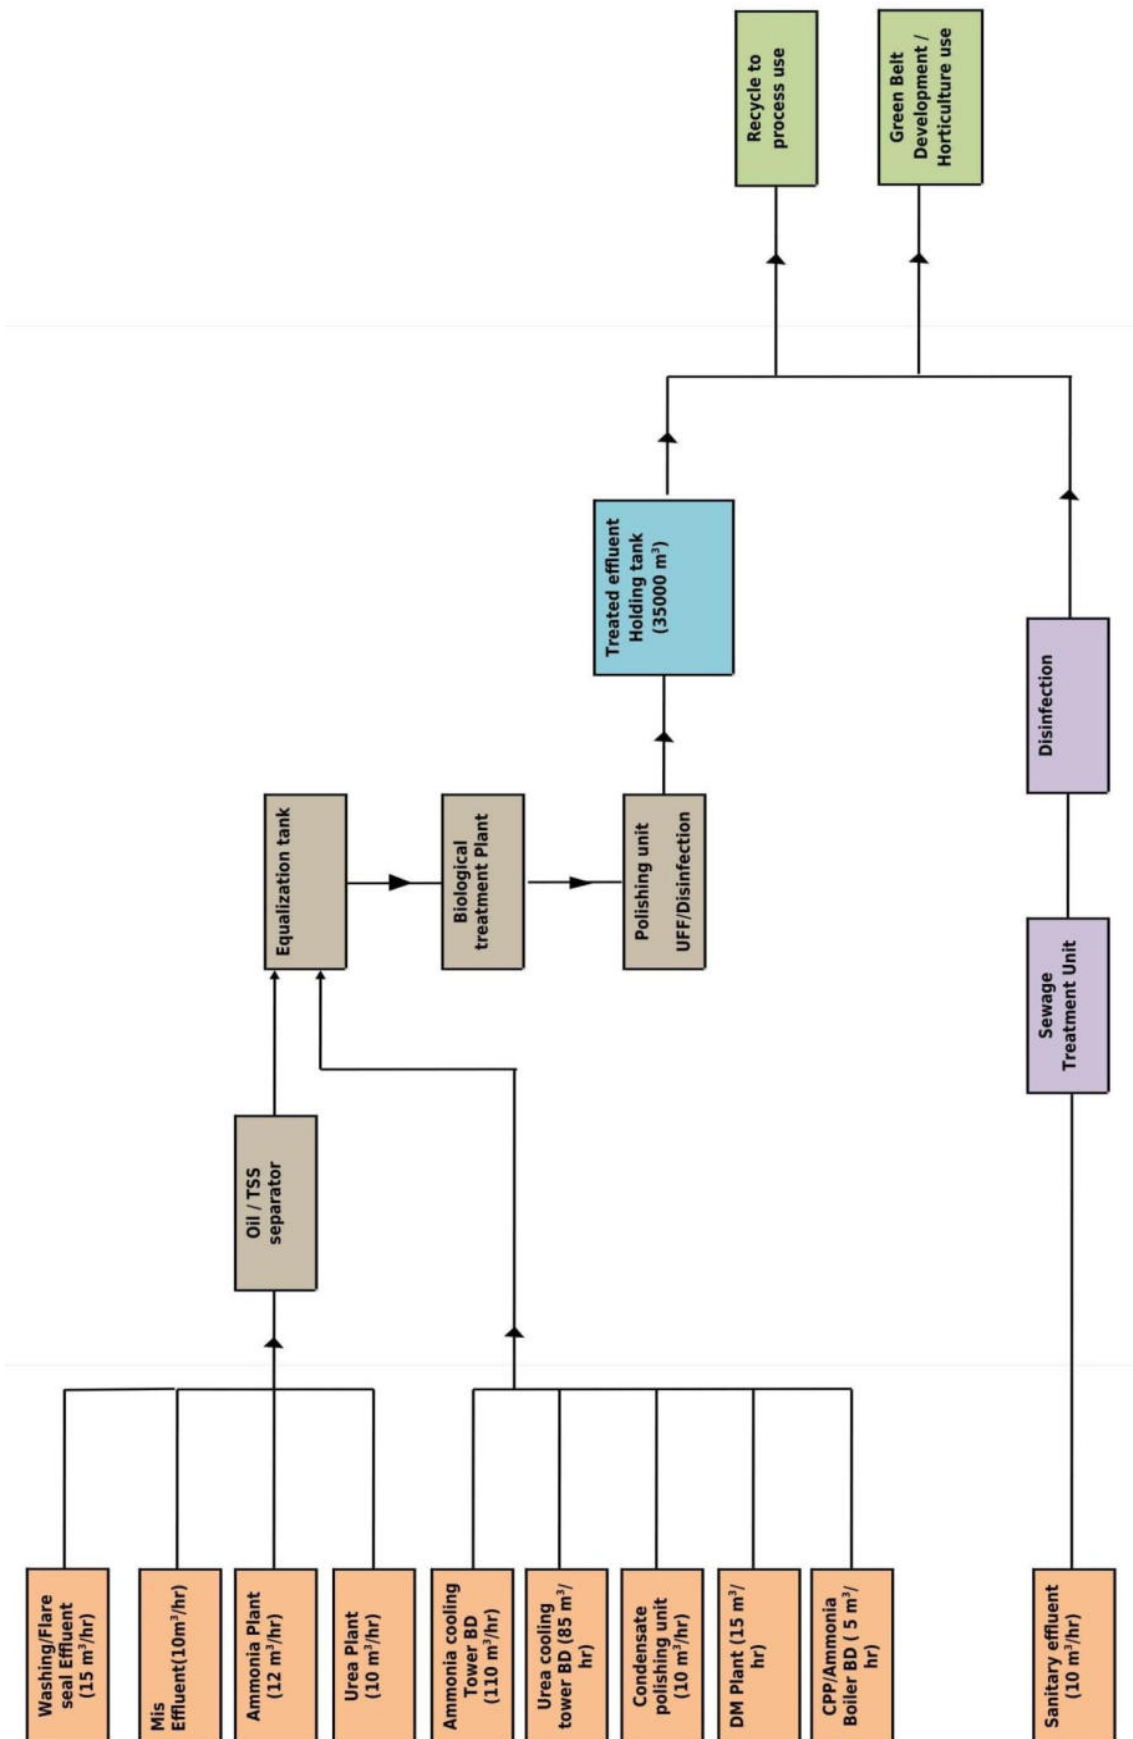 Washing/Flare
seal Effluent
(15 m³/hr)
Mis
Effluent(10m³/hr)
Ammonia Plant
(12 m³/hr)
Urea Plant
(10 m³/hr)
Ammonia cooling
Tower BD
(110 m³/hr)
Urea cooling
tower BD (85 m³/
hr)
Condensate
polishing unit
(10 m³/hr)
DM Plant (15 m³/
hr)
CPP/Ammonia
Boiler BD ( 5 m³/
hr)
Sanitary effluent
(10 m³/hr)
Oil / TSS
separator
Equalization tank
Biological
treatment Plant
Polishing unit
UFF/Disinfection
Treated effluent
Holding tank
(35000 m³)
Sewage
Treatment Unit
Disinfection
Recycle to
process use
Green Belt
Development /
Horticulture use